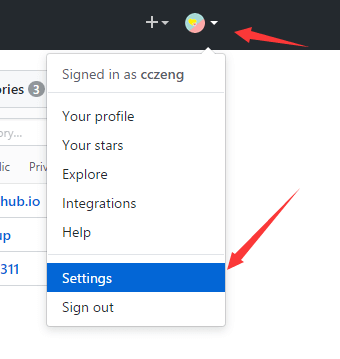 Signed in as cczeng
ories 3
Your profile
ory...
Your stars
lic Priv
Explore
hub.io
Integrations
up
Help
311
Settings
Sign out